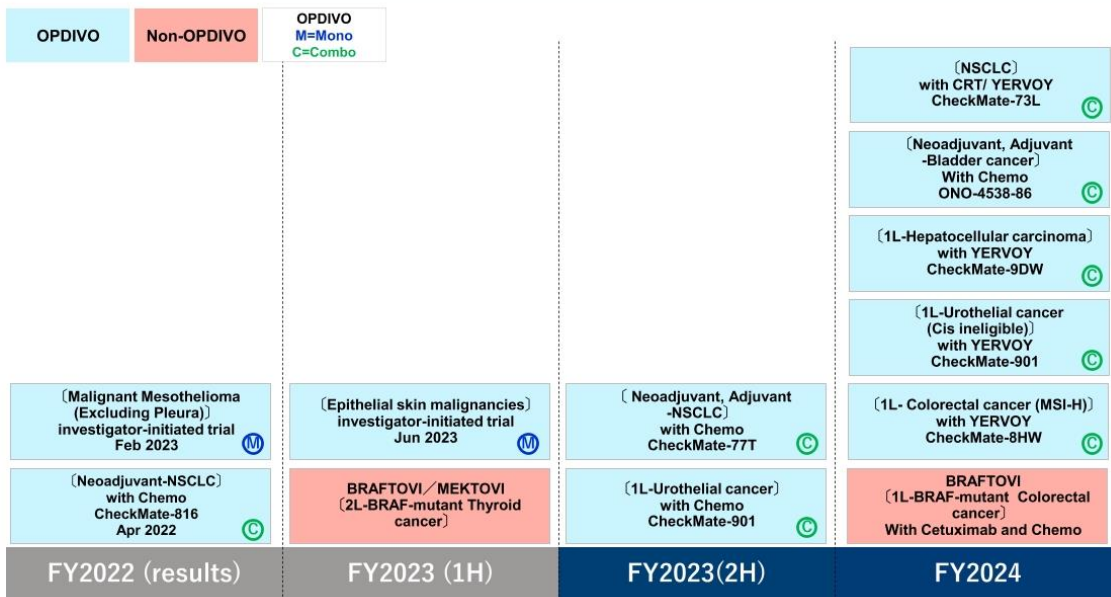 OPDIVO
Non-OPDIVO
OPDIVO
M=Mono
C=Combo
〔Malignant Mesothelioma
(Excluding Pleura)〕
investigator-initiated trial
Feb 2023
M
〔Neoadjuvant-NSCLC〕
with Chemo
CheckMate-816
Apr 2022
C
FY2022 (results)
〔Epithelial skin malignancies〕
investigator-initiated trial
Jun 2023
M
BRAFTOVI／MEKTOVI
〔2L-BRAF-mutant Thyroid
cancer〕
FY2023 (1H)
〔 Neoadjuvant, Adjuvant
-NSCLC〕
with Chemo
CheckMate-77T
C
〔1L-Urothelial cancer〕
with Chemo
CheckMate-901
C
FY2023(2H)
〔NSCLC〕
with CRT/ YERVOY
CheckMate-73L
C
〔Neoadjuvant, Adjuvant
-Bladder cancer〕
With Chemo
ONO-4538-86
C
〔1L-Hepatocellular carcinoma〕
with YERVOY
CheckMate-9DW
C
〔1L-Urothelial cancer
(Cis ineligible)〕
with YERVOY
CheckMate-901
C
〔1L- Colorectal cancer (MSI-H)〕
with YERVOY
CheckMate-8HW
C
BRAFTOVI
〔1L-BRAF-mutant Colorectal
cancer〕
With Cetuximab and Chemo
FY2024